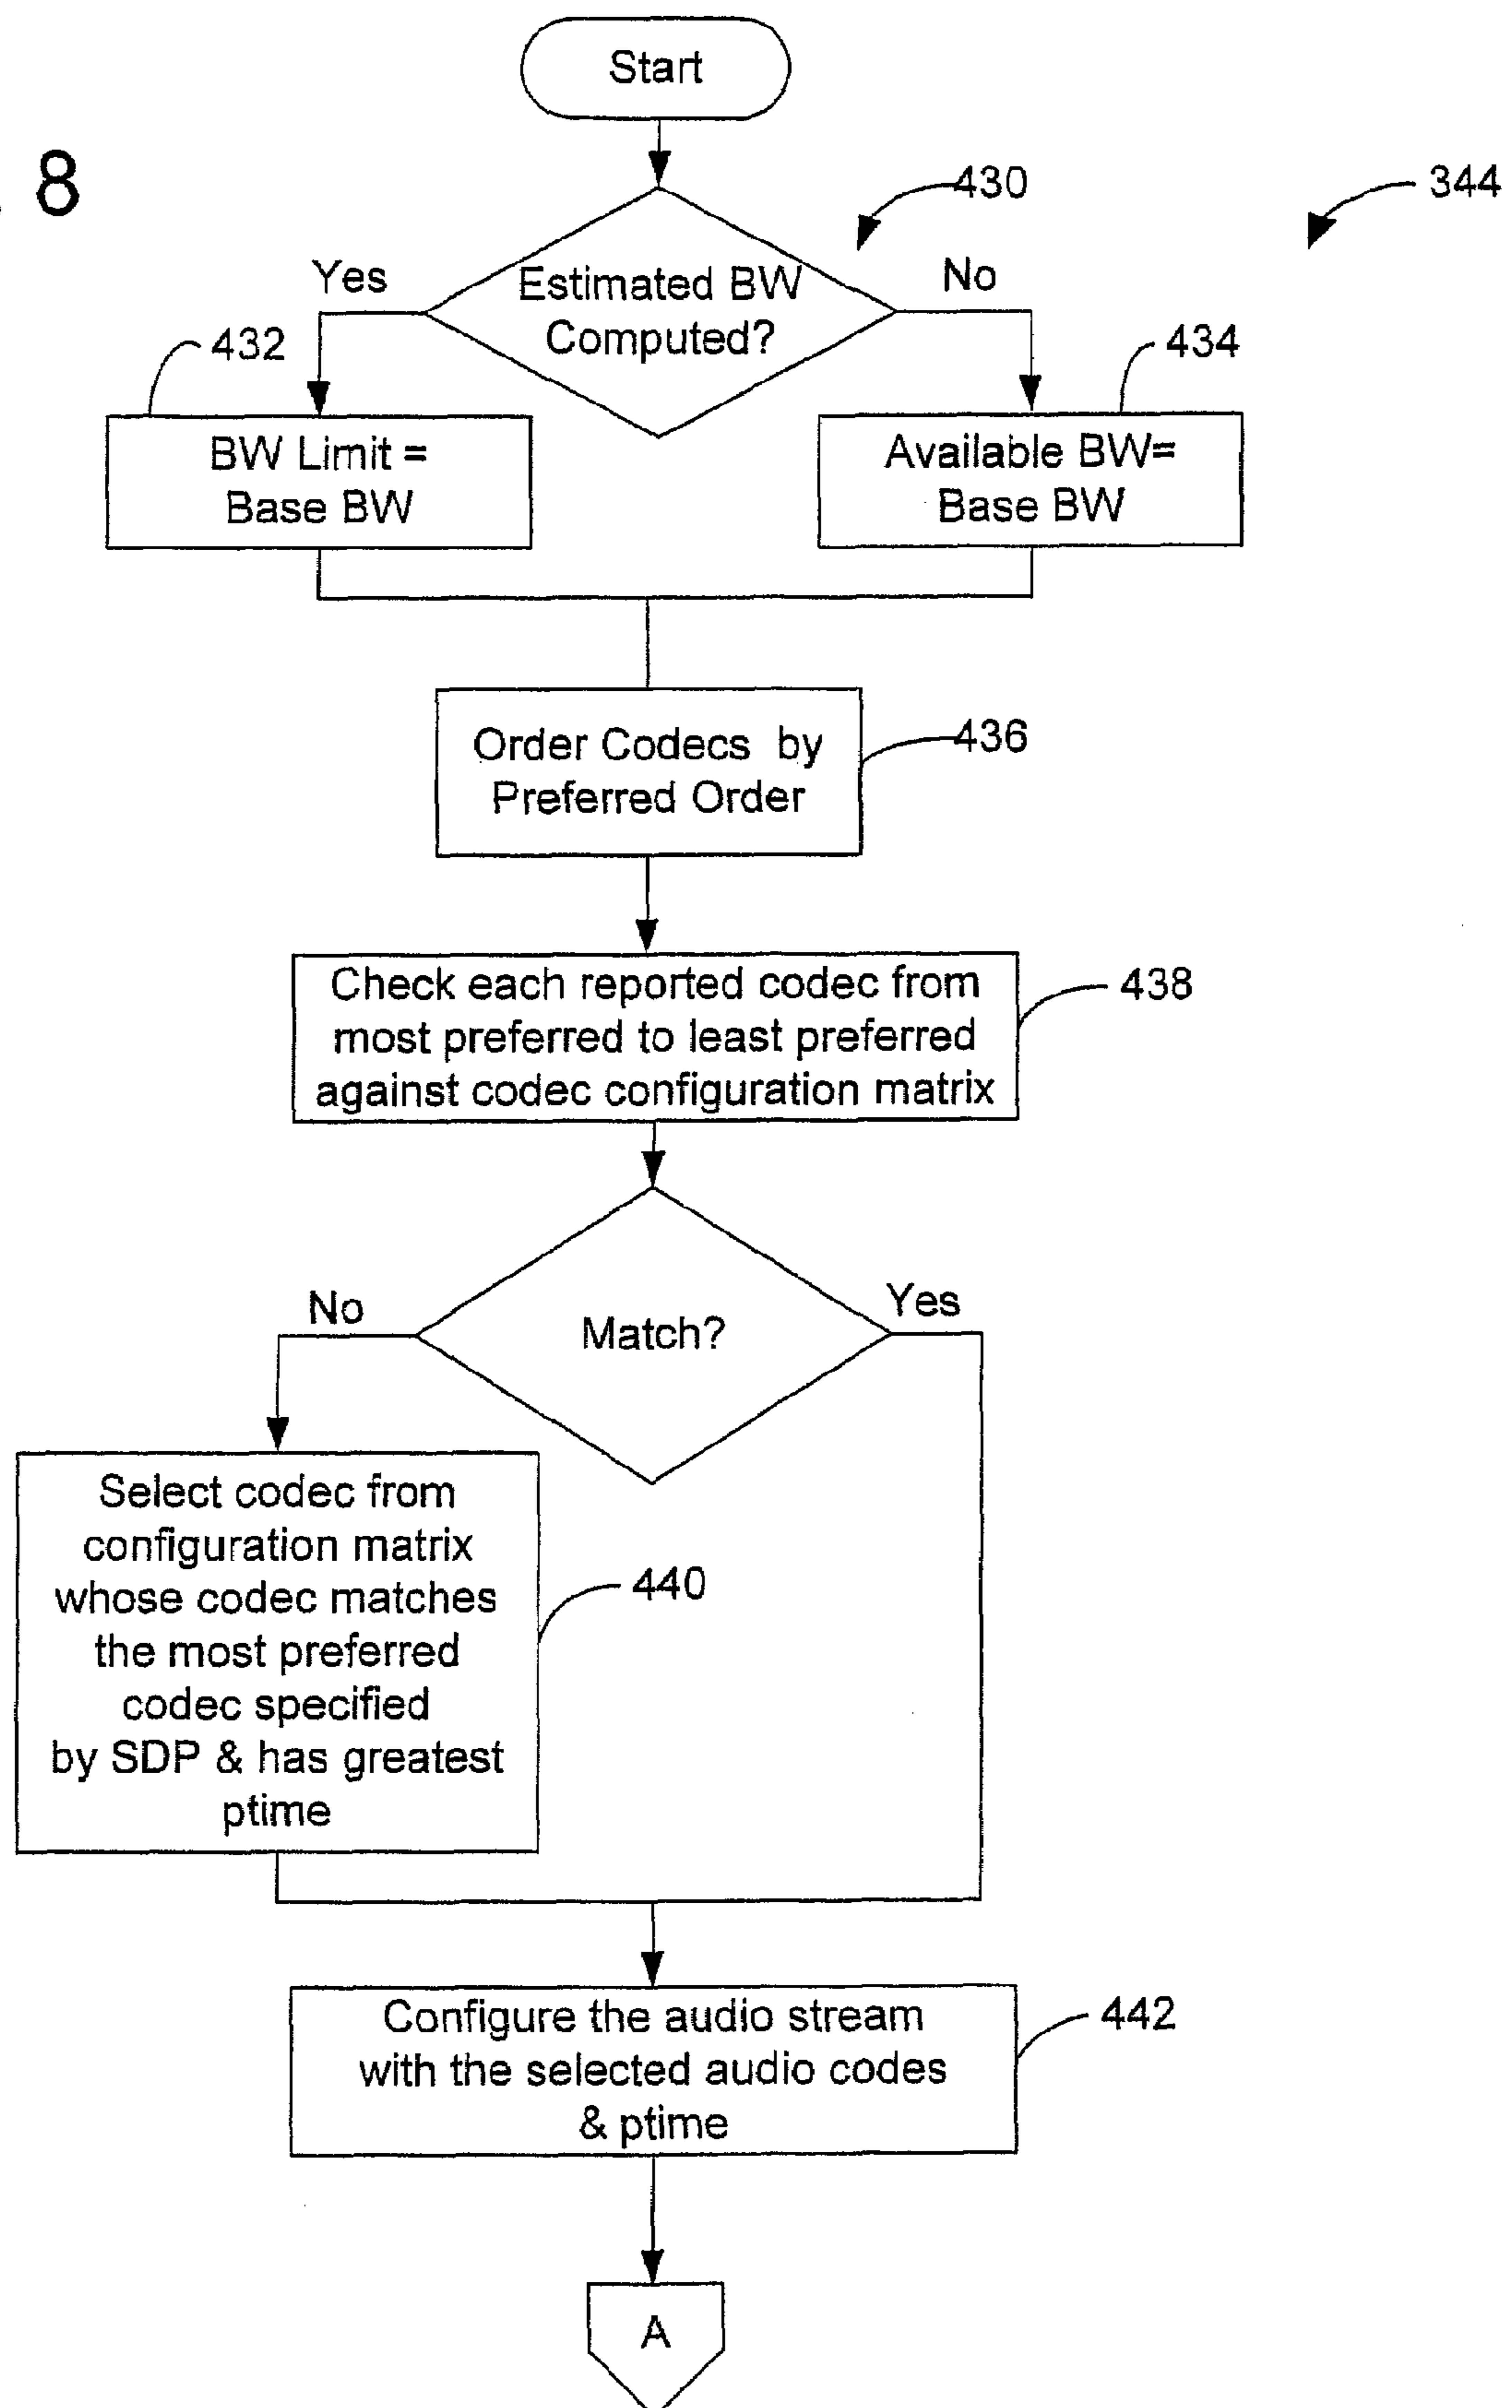 8
Start
430
344
Yes
Estimated BW
Computed?
No
432
434
BW Limit =
Base BW
Available BW=
Base BW
Order Codecs by
Preferred Order
436
Check each reported codec from
most preferred to least preferred
against codec configuration matrix
438
No
Match?
Yes
Select codec from
configuration matrix
whose codec matches
the most preferred
codec specified
by SDP & has greatest
ptime
440
Configure the audio stream
with the selected audio codes
& ptime
442
A